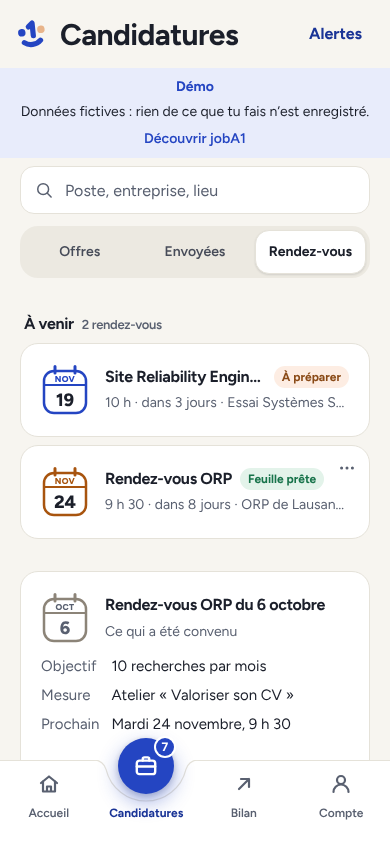 Candidatures
Alertes
Démo
Données fictives : rien de ce que tu fais n'est enregistré.
Découvrir jobA1
Poste, entreprise, lieu
Offres
Envoyées
Rendez-vous
À venir 2 rendez-vous
NOV
19
Site Reliability Engin...
À préparer
10 h · dans 3 jours · Essai Systèmes S...
NOV
24
Rendez-vous ORP
Feuille prête
9 h 30 · dans 8 jours · ORP de Lausan...
OCT
6
Rendez-vous ORP du 6 octobre
Ce qui a été convenu
Objectif 10 recherches par mois
Mesure Atelier « Valoriser son CV »
Prochain Mardi 24 novembre, 9 h 30
7
Accueil
Candidatures
Bilan
Compte